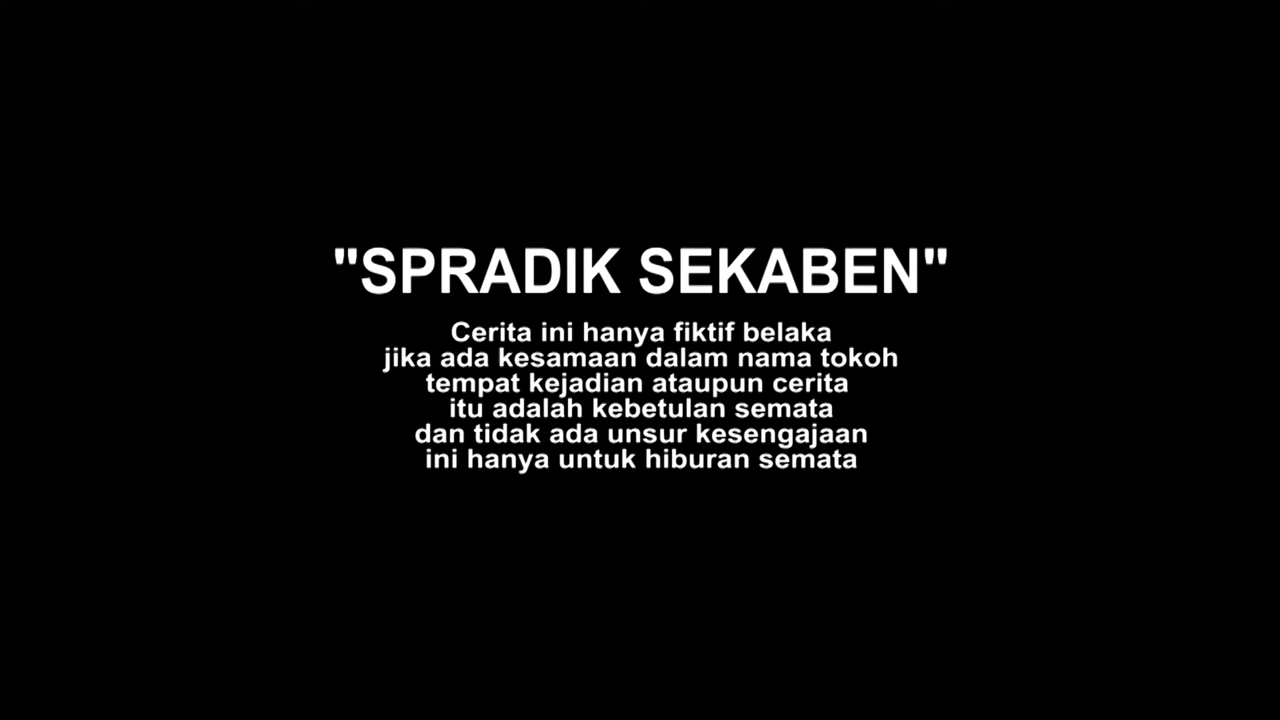 "SPRADIK SEKABEN"
Cerita ini hanya fiktif belaka
jika ada kesamaan dalam nama tokoh
tempat kejadian ataupun cerita
itu adalah kebetulan semata
dan tidak ada unsur kesengajaan
ini hanya untuk hiburan semata